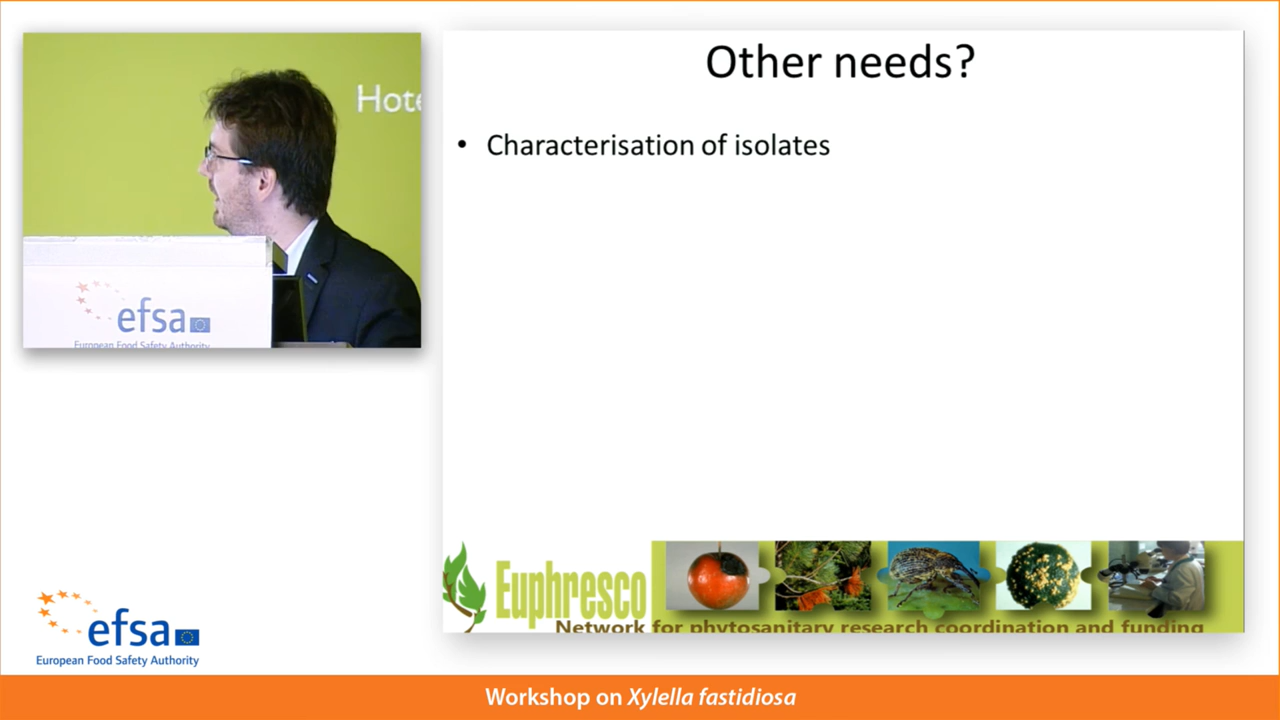 Hote
efsa
European Food Safety Authority
Other needs?
• Characterisation of isolates
Euphresco
Network for phytosanitary research coordination and funding
efsa
European Food Safety Authority
Workshop on Xylella fastidiosa